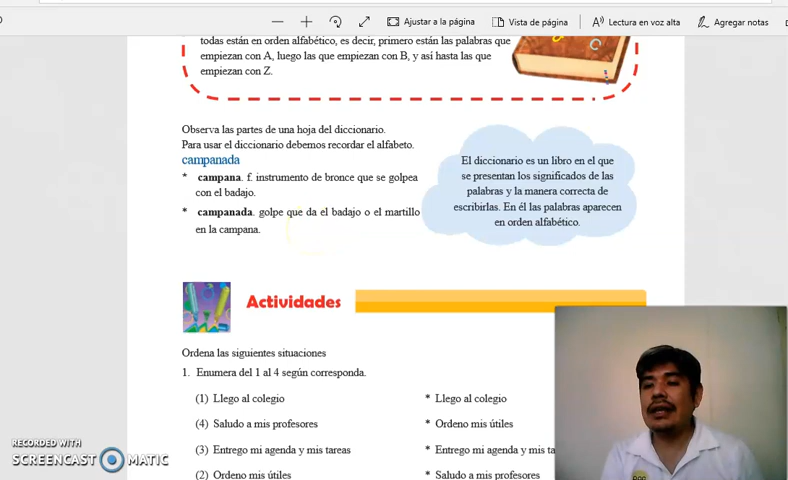 Ajustar a la página
Vista de página
Lectura en voz alta
Agregar notas
todas están en orden alfabético, es decir, primero están las palabras que
empiezan con A, luego las que empiezan con B, y así hasta las que
empiezan con Z.
Observa las partes de una hoja del diccionario.
Para usar el diccionario debemos recordar el alfabeto.
campanada
* campana. f. instrumento de bronce que se golpea
con el badajo.
* campanada. golpe que da el badajo o el martillo
en la campana.
El diccionario es un libro en el que
se presentan los significados de las
palabras y la manera correcta de
escribirlas. En él las palabras aparecen
en orden alfabético.
Actividades
Ordena las siguientes situaciones
1. Enumera del 1 al 4 según corresponda.
(1) Llego al colegio
(4) Saludo a mis profesores
(3) Entrego mi agenda y mis tareas
(2) Ordeno mis útiles
* Llego al colegio
* Ordeno mis útiles
* Entrego mi agenda y mis ta
* Saludo a mis profesores
RECORDED WITH
SCREENCAST MATIC